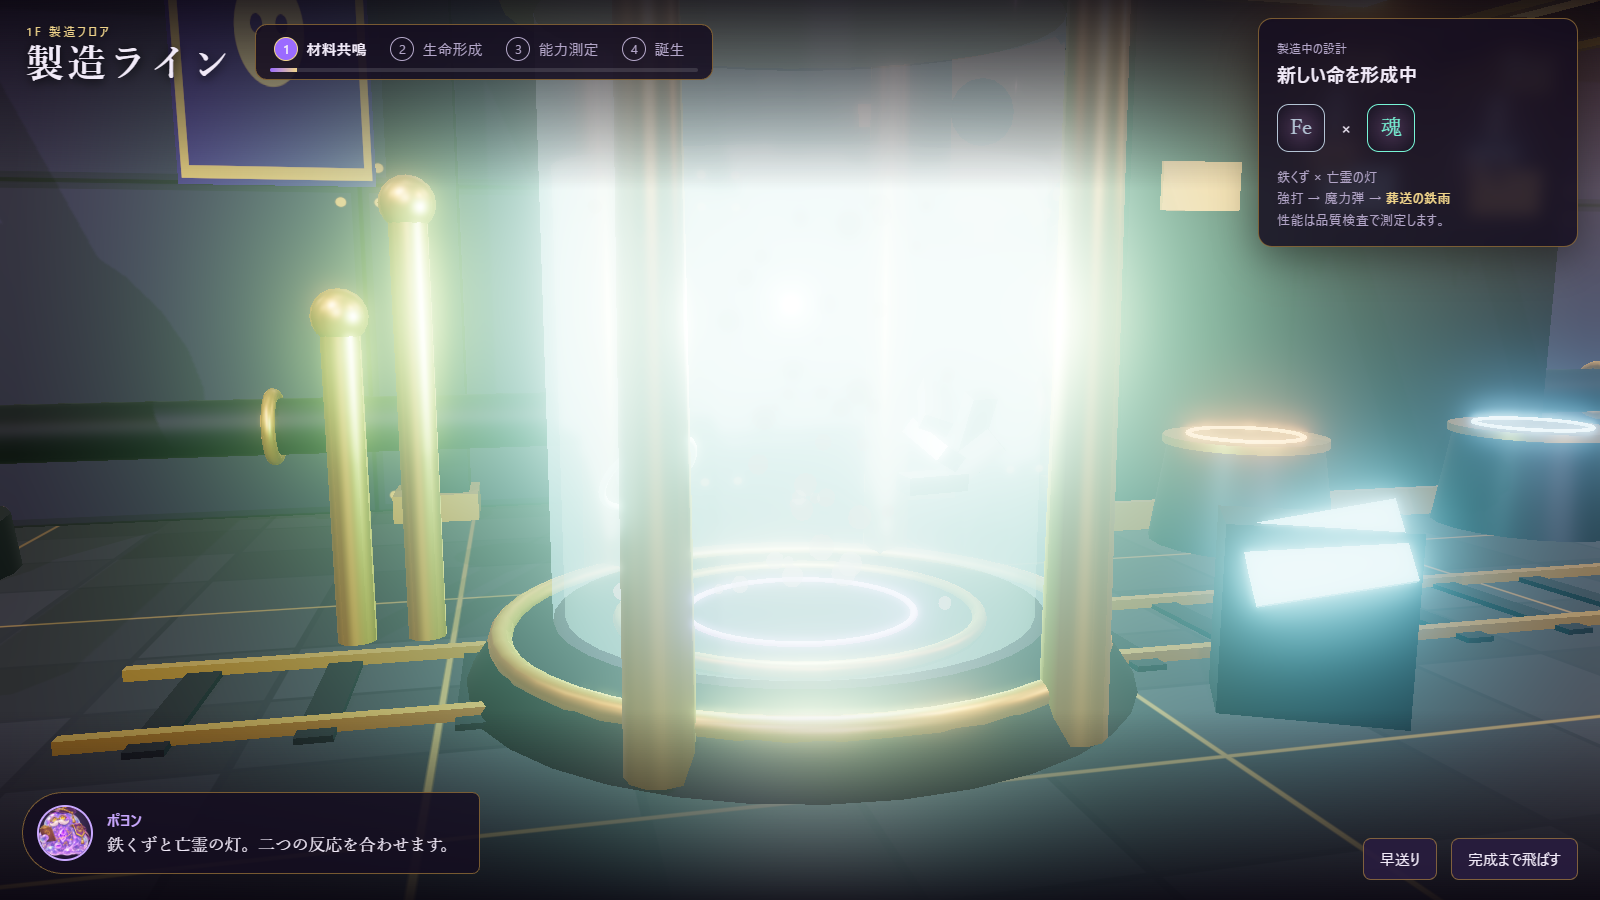 1F 製造フロア
製造ライン
1 材料共鳴 2 生命形成 3 能力測定 4 誕生
製造中の設計
新しい命を形成中
Fe × 魂
鉄くず × 亡霊の灯
強打 → 魔力弾 → 葬送の鉄雨
性能は品質検査で測定します。
ポヨン
鉄くずと亡霊の灯。二つの反応を合わせます。
早送り 完成まで飛ばす